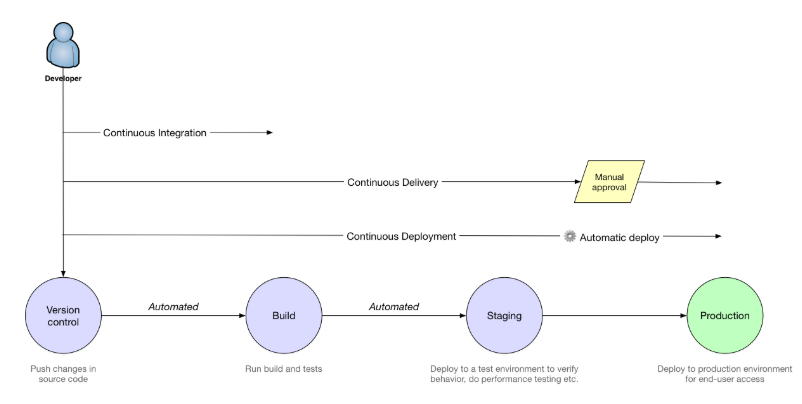 Developer
Continuous Integration
Continuous Delivery
Manual
approval
Continuous Deployment
Automatic deploy
Version
control
Automated
Build
Automated
Staging
Production
Push changes in
source code
Run build and tests
Deploy to a test environment to verify
behavior, do performance testing etc.
Deploy to production environment
for end-user access